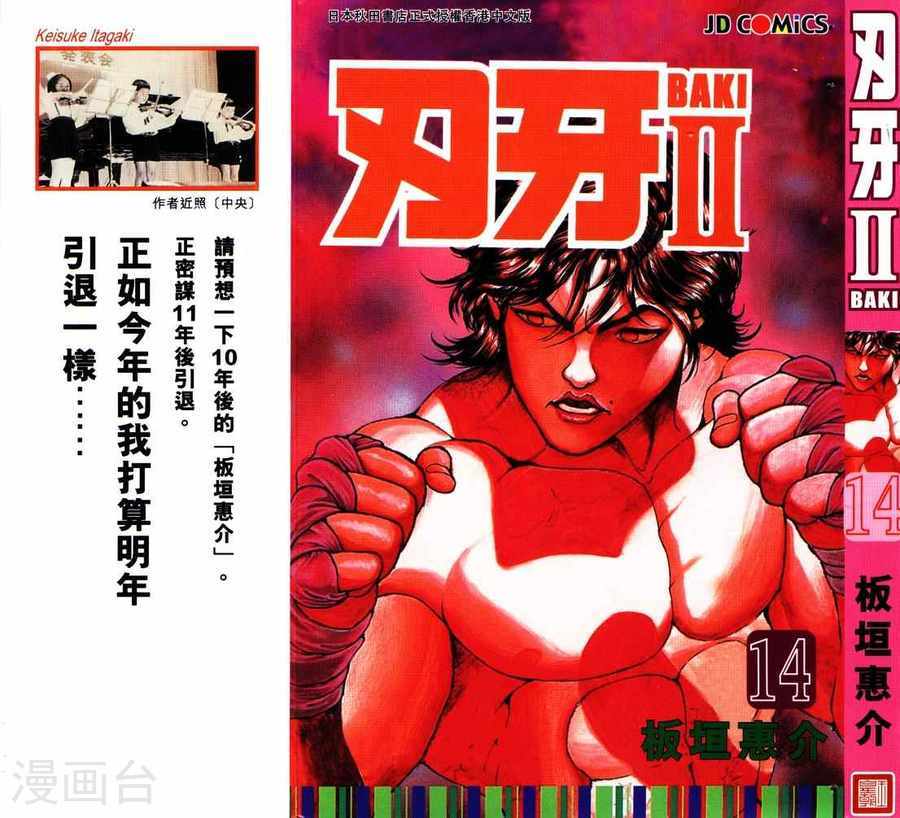 Keisuke Itagaki
発表会
作者近照〔中央〕
請預想一下10年後的「板垣惠介」。
正密謀11年後引退。
正如今年的我打算明年
引退一樣……
漫画台
日本秋田書店正式授權香港中文版
JD COMiCS
刃牙II
BAKI
14
板垣惠介
刃牙II
BAKI
14
板垣惠介